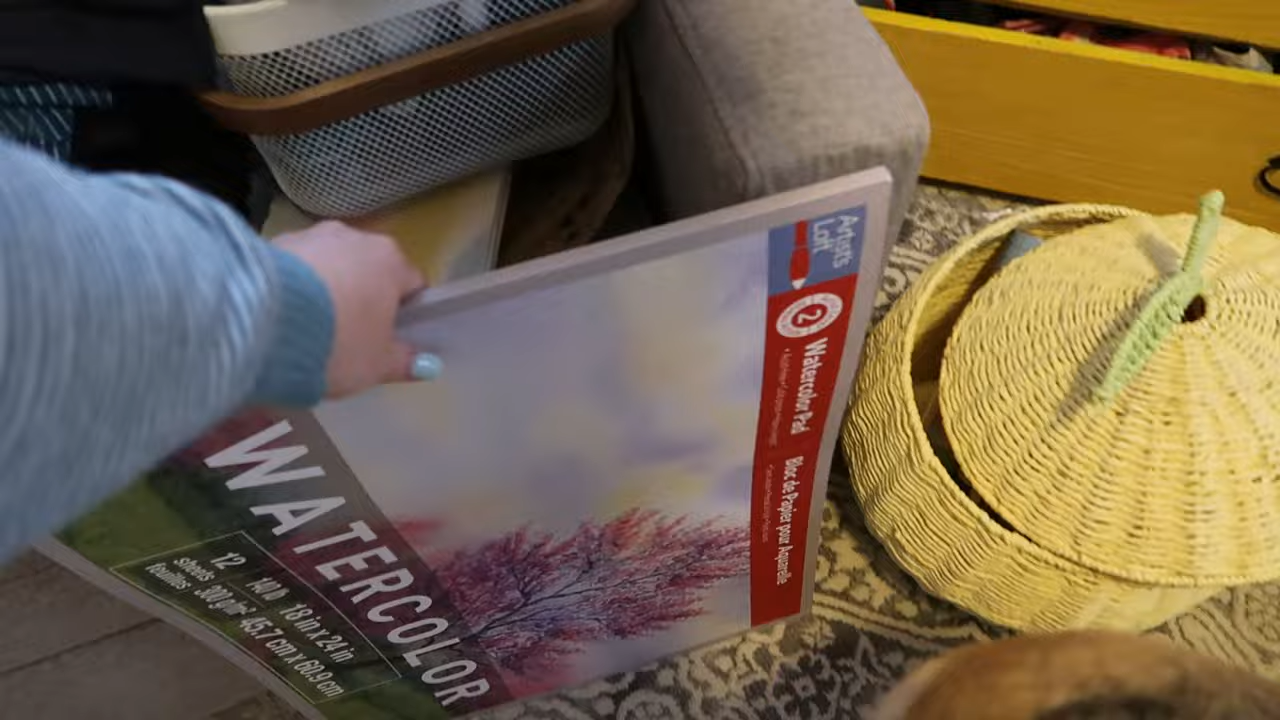 Artist's
Loft
2
Watercolor Pad
Bloc de Papier pour Aquarelle
WATERCOLOR
12
sheets
feuilles
140 lb
300 g/m²
18 in x 24 in
45.7 cm x 60.9 cm